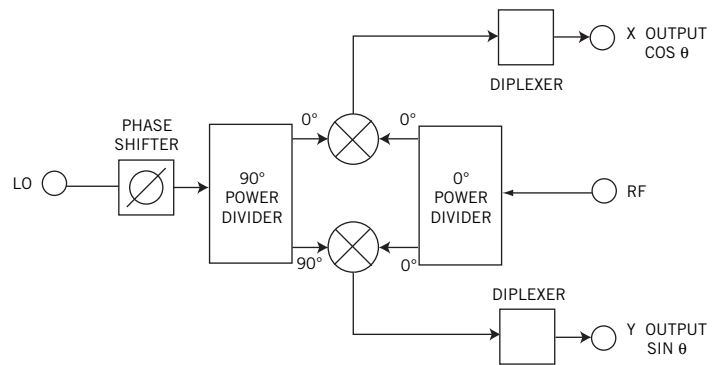 X OUTPUT
COS θ
DIPLEXER
0°
0°
PHASE
SHIFTER
LO
90°
POWER
DIVIDER
0°
POWER
DIVIDER
RF
90°
0°
DIPLEXER
Y OUTPUT
SIN θ